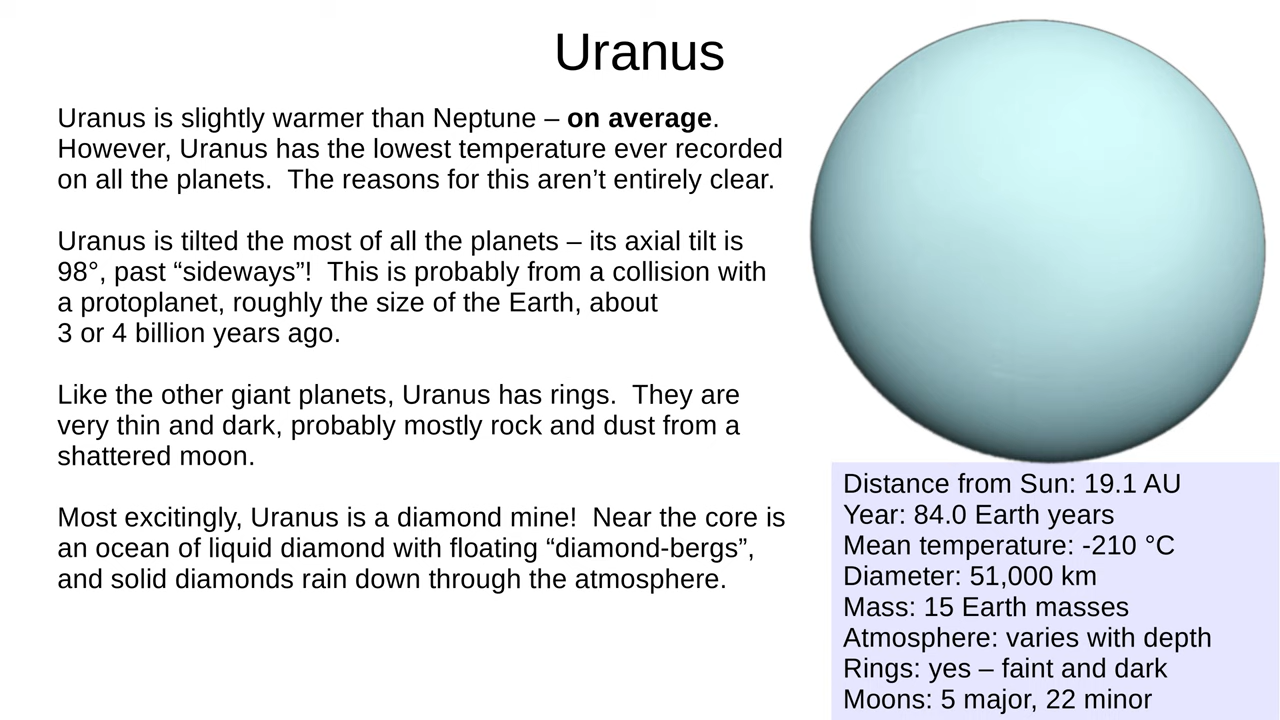 Uranus
Uranus is slightly warmer than Neptune – on average.
However, Uranus has the lowest temperature ever recorded
on all the planets.  The reasons for this aren’t entirely clear.
Uranus is tilted the most of all the planets – its axial tilt is
98°, past “sideways”!  This is probably from a collision with
a protoplanet, roughly the size of the Earth, about
3 or 4 billion years ago.
Like the other giant planets, Uranus has rings.  They are
very thin and dark, probably mostly rock and dust from a
shattered moon.
Most excitingly, Uranus is a diamond mine!  Near the core is
an ocean of liquid diamond with floating “diamond-bergs”,
and solid diamonds rain down through the atmosphere.
Distance from Sun: 19.1 AU
Year: 84.0 Earth years
Mean temperature: -210 °C
Diameter: 51,000 km
Mass: 15 Earth masses
Atmosphere: varies with depth
Rings: yes – faint and dark
Moons: 5 major, 22 minor